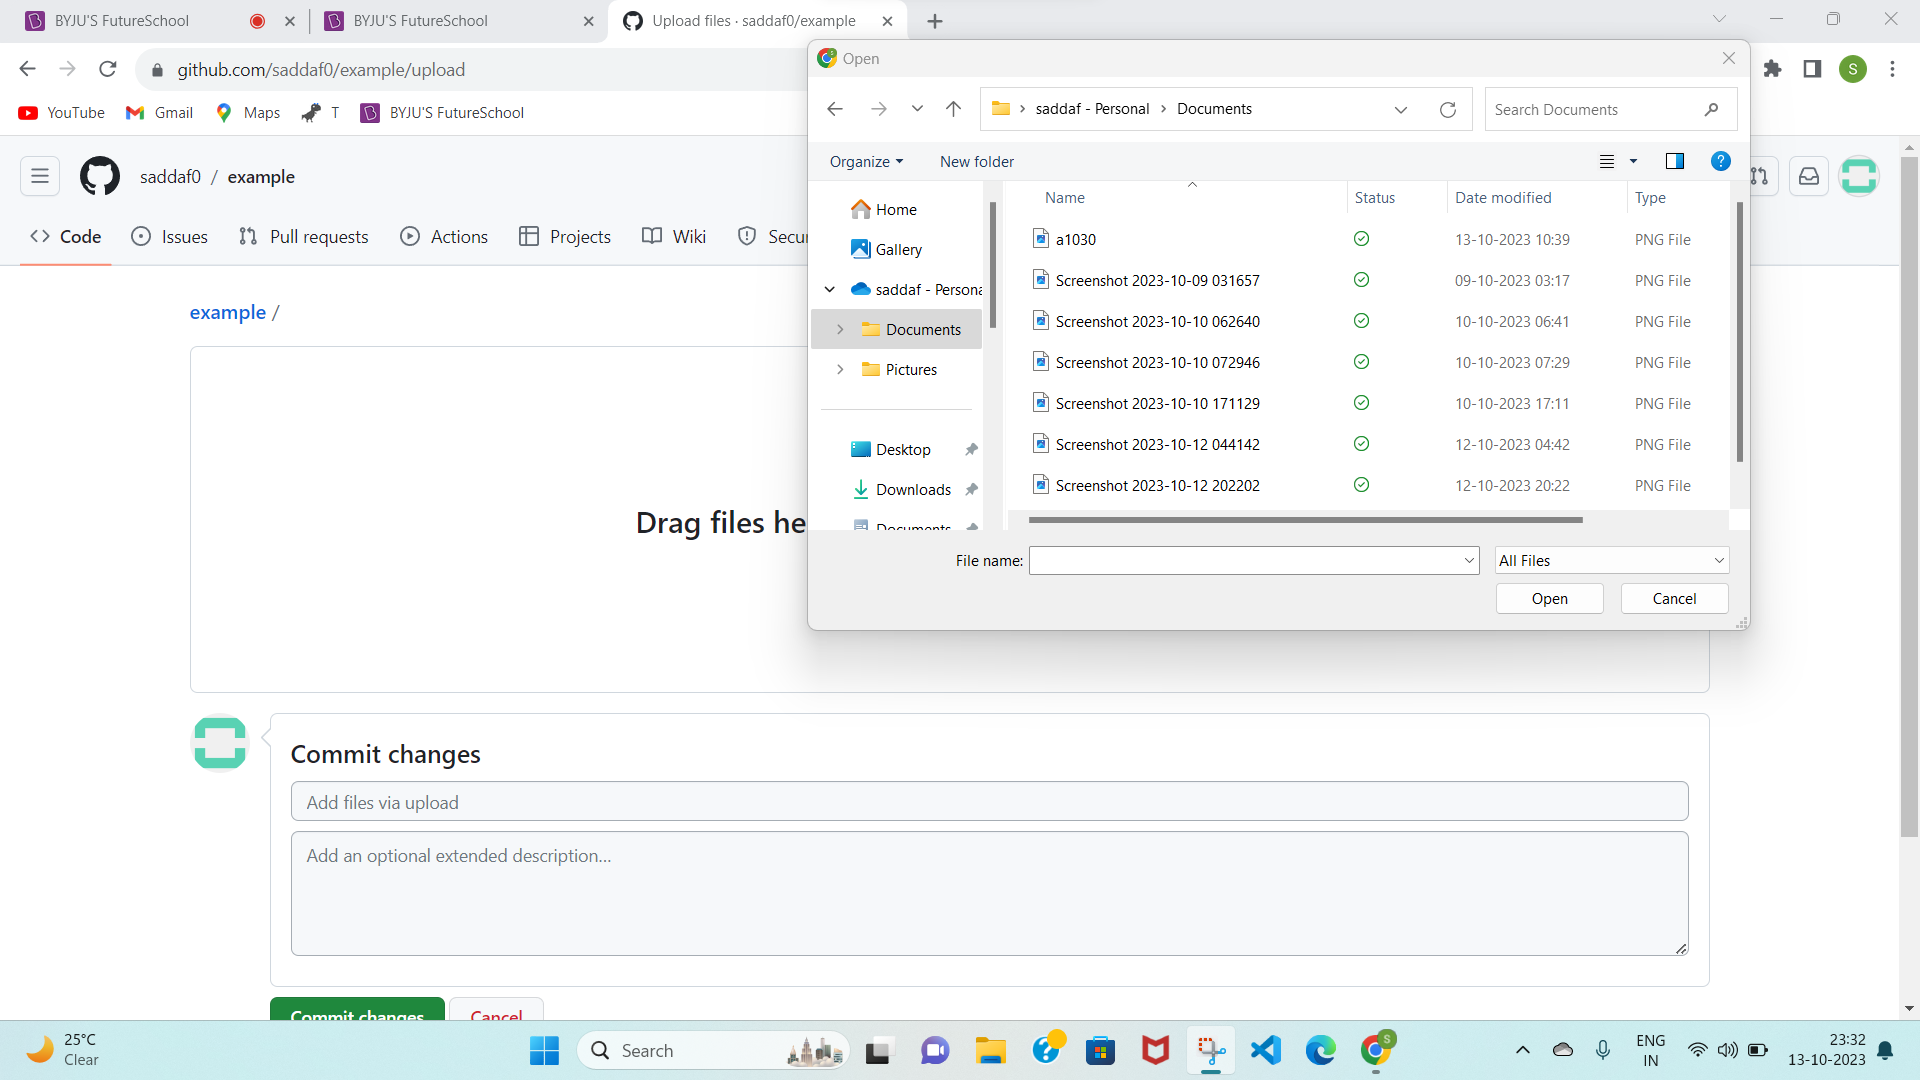 BYJU'S FutureSchool
BYJU'S FutureSchool
Upload files · saddaf0/example
github.com/saddaf0/example/upload
YouTube
Gmail
Maps
T
BYJU'S FutureSchool
S
saddaf0 / example
Code
Issues
Pull requests
Actions
Projects
Wiki
Secur
example /
Drag files he
Open
saddaf - Personal > Documents
Search Documents
Organize
New folder
?
Home
Gallery
saddaf - Persona
Documents
Pictures
Desktop
Downloads
Documents
Name Status Date modified Type
a1030 13-10-2023 10:39 PNG File
Screenshot 2023-10-09 031657 09-10-2023 03:17 PNG File
Screenshot 2023-10-10 062640 10-10-2023 06:41 PNG File
Screenshot 2023-10-10 072946 10-10-2023 07:29 PNG File
Screenshot 2023-10-10 171129 10-10-2023 17:11 PNG File
Screenshot 2023-10-12 044142 12-10-2023 04:42 PNG File
Screenshot 2023-10-12 202202 12-10-2023 20:22 PNG File
File name:
All Files
Open
Cancel
Commit changes
Add files via upload
Add an optional extended description...
Commit changes
Cancel
25°C
Clear
Search
S
ENG
IN
23:32
13-10-2023